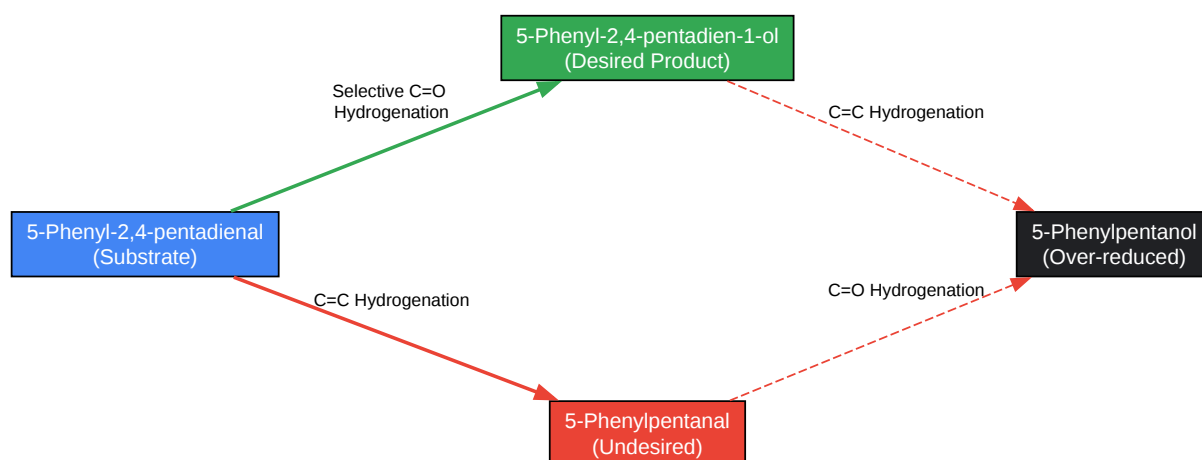 5-Phenyl-2,4-pentadien-1-ol
(Desired Product)
Selective C=O
Hydrogenation
C=C Hydrogenation
5-Phenyl-2,4-pentadienal
(Substrate)
5-Phenylpentanol
(Over-reduced)
C=C Hydrogenation
C=O Hydrogenation
5-Phenylpentanal
(Undesired)